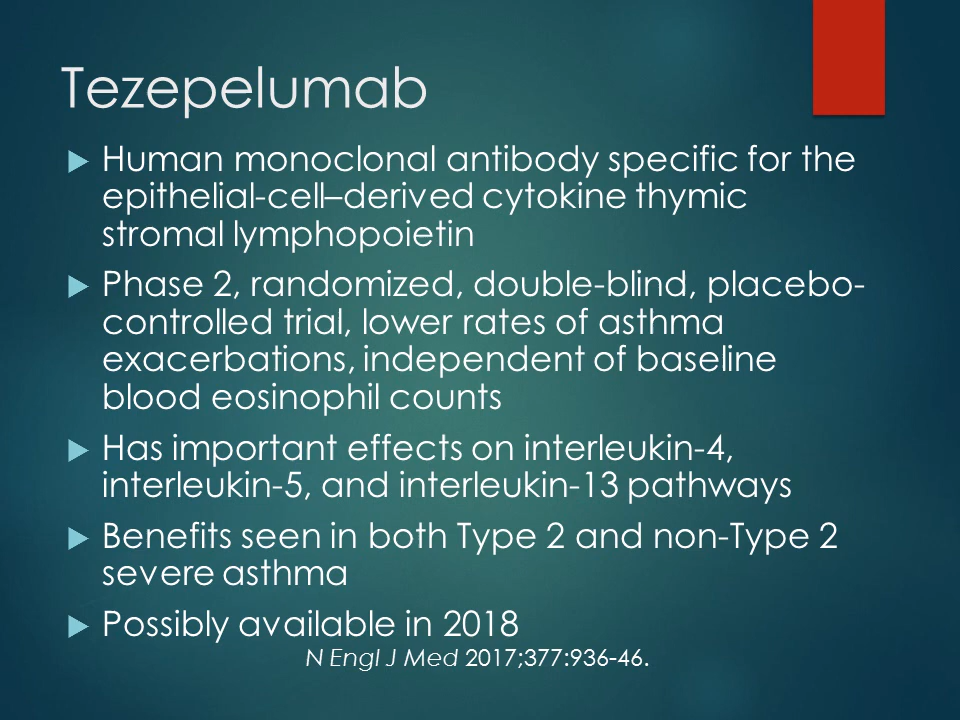 Tezepelumab
Human monoclonal antibody specific for the
epithelial-cell–derived cytokine thymic
stromal lymphopoietin
Phase 2, randomized, double-blind, placebo-
controlled trial, lower rates of asthma
exacerbations, independent of baseline
blood eosinophil counts
Has important effects on interleukin-4,
interleukin-5, and interleukin-13 pathways
Benefits seen in both Type 2 and non-Type 2
severe asthma
Possibly available in 2018
N Engl J Med 2017;377:936-46.